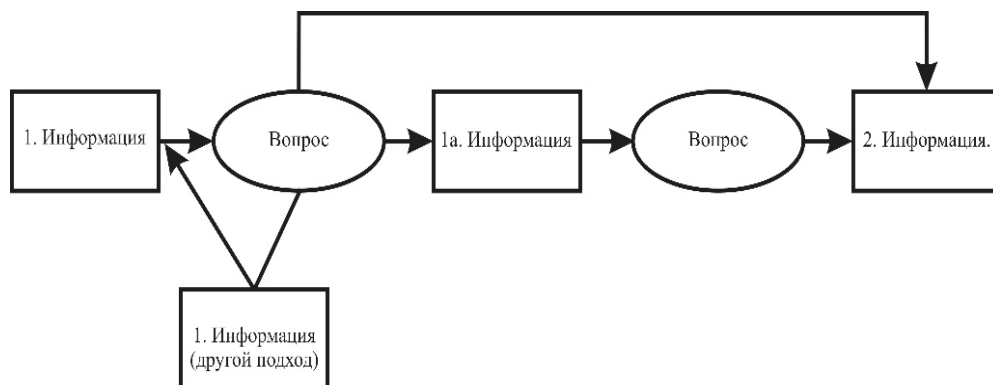 1. Информация
Вопрос
1а. Информация
Вопрос
2. Информация.
1. Информация
(другой подход)